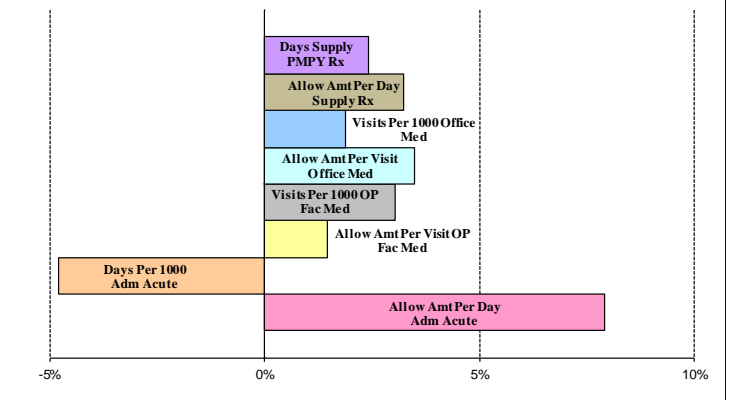 Days Supply
PMPY Rx
Allow Amt Per Day
Supply Rx
Visits Per 1000 Office
Med
Allow Amt Per Visit
Office Med
Visits Per 1000 OP
Fac Med
Allow Amt Per Visit OP
Fac Med
Days Per 1000
Adm Acute
Allow Amt Per Day
Adm Acute
-5% 0% 5% 10%